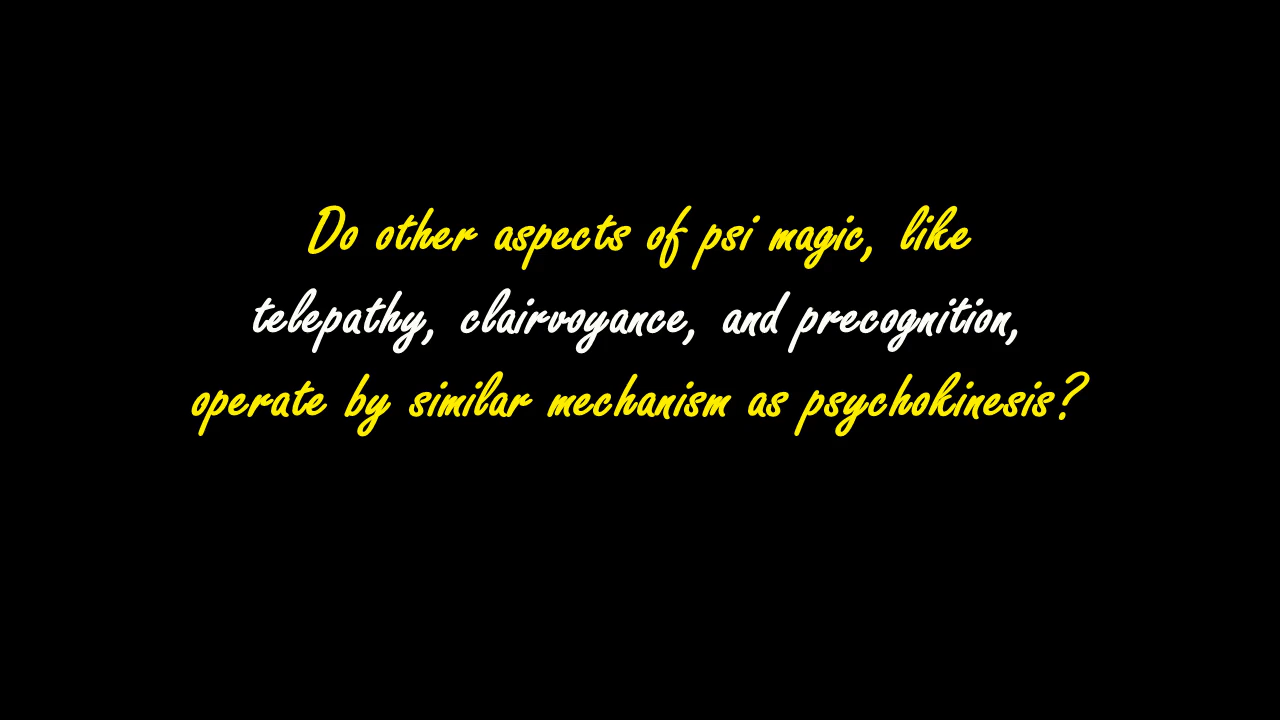 Do other aspects of psi magic, like
telepathy, clairvoyance, and precognition,
operate by similar mechanism as psychokinesis?